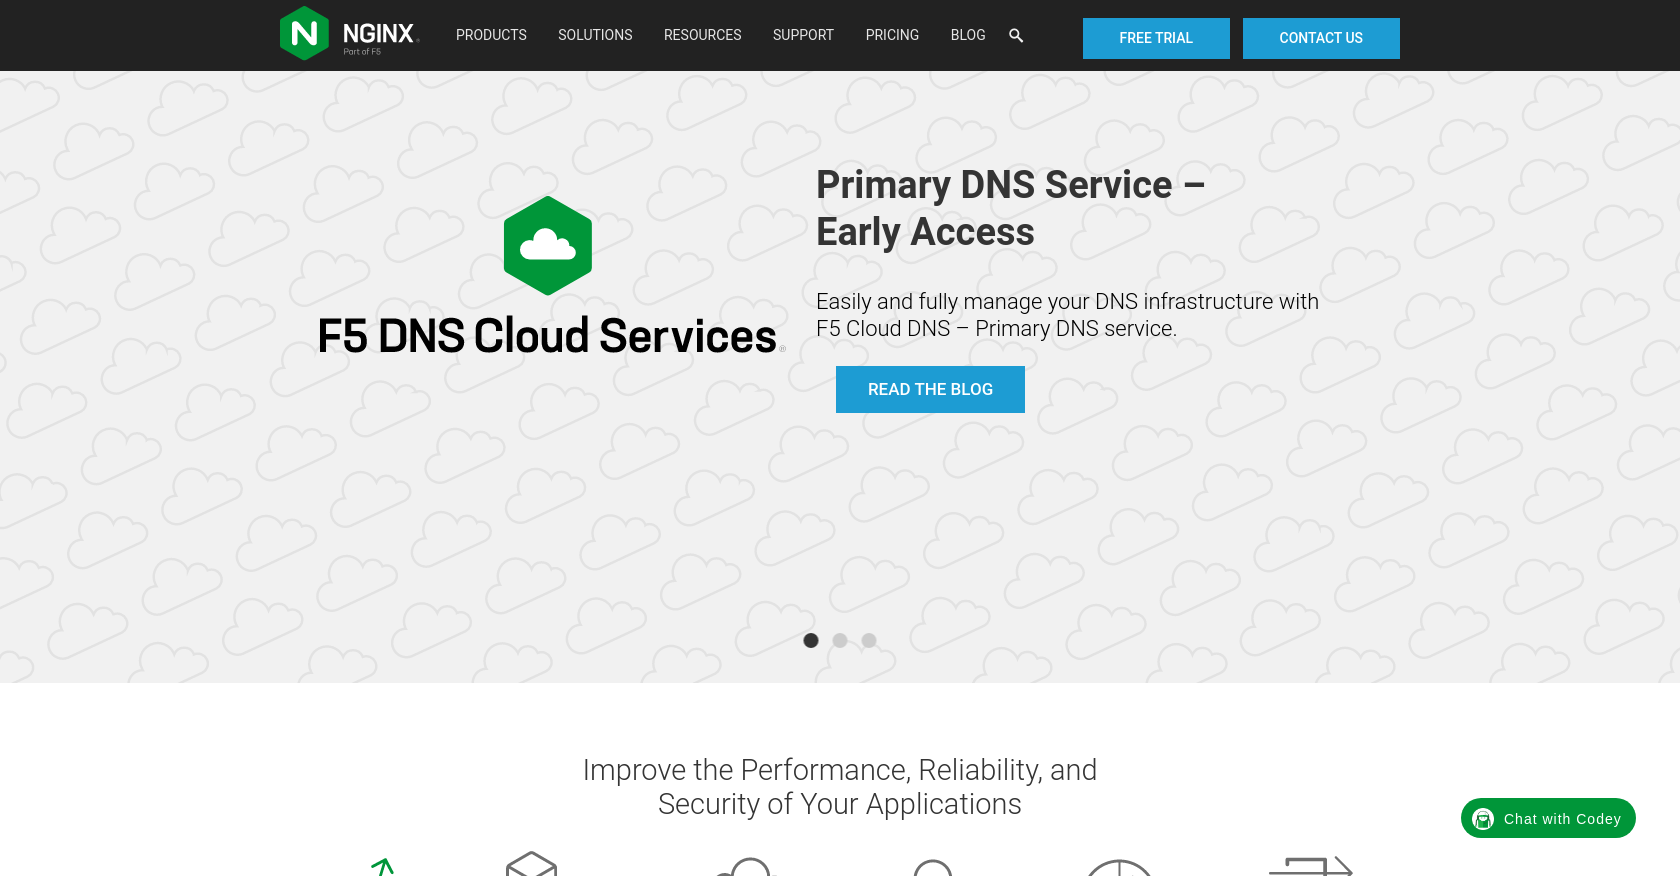 NGINX
Part of F5
PRODUCTS
SOLUTIONS
RESOURCES
SUPPORT
PRICING
BLOG
FREE TRIAL
CONTACT US
F5 DNS Cloud Services®
Primary DNS Service –
Early Access
Easily and fully manage your DNS infrastructure with
F5 Cloud DNS – Primary DNS service.
READ THE BLOG
Improve the Performance, Reliability, and
Security of Your Applications
Chat with Codey